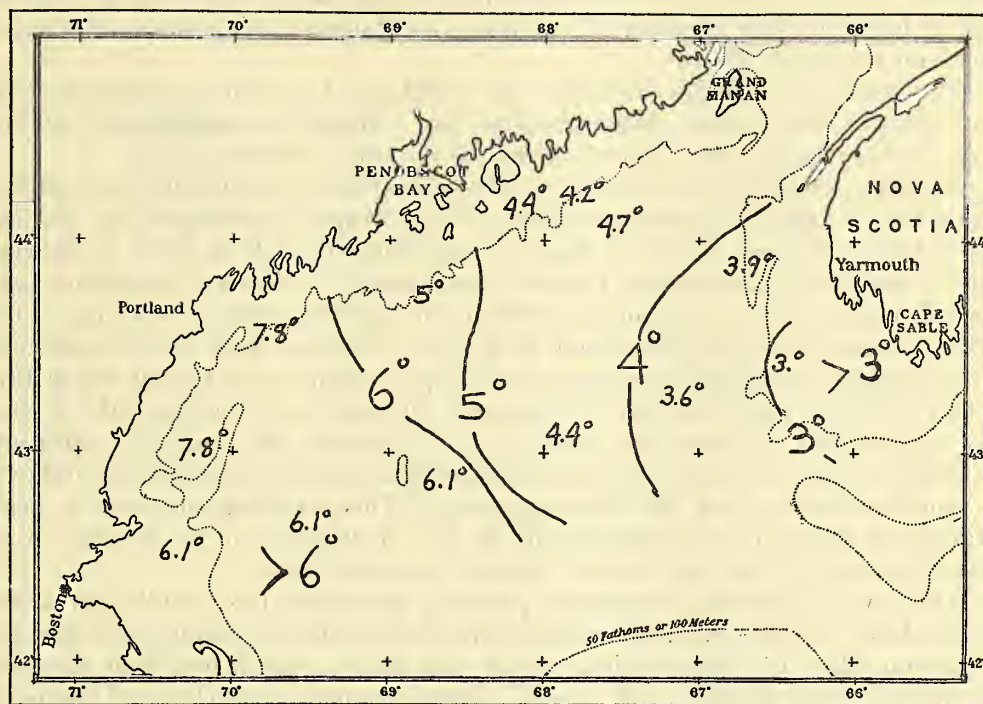 71° 70° 69° 68° 67° 66°
GRAND
MANAN
PENOBSCOT
BAY
4.4° 4.2°
4.7°
NOVA
SCOTIA
44° 44°
3.9°
Yarmouth
5°
Portland
7.8°
CAPE
SABLE
4°
3.° > 3°
6° 5°
3.6°
7.8°
4.4°
3°
43° 43°
6.1°
6.1°
6.1°
> 6°
Boston
50 Fathoms or 100 Meters
42° 42°
71° 70° 69° 68° 67° 66°